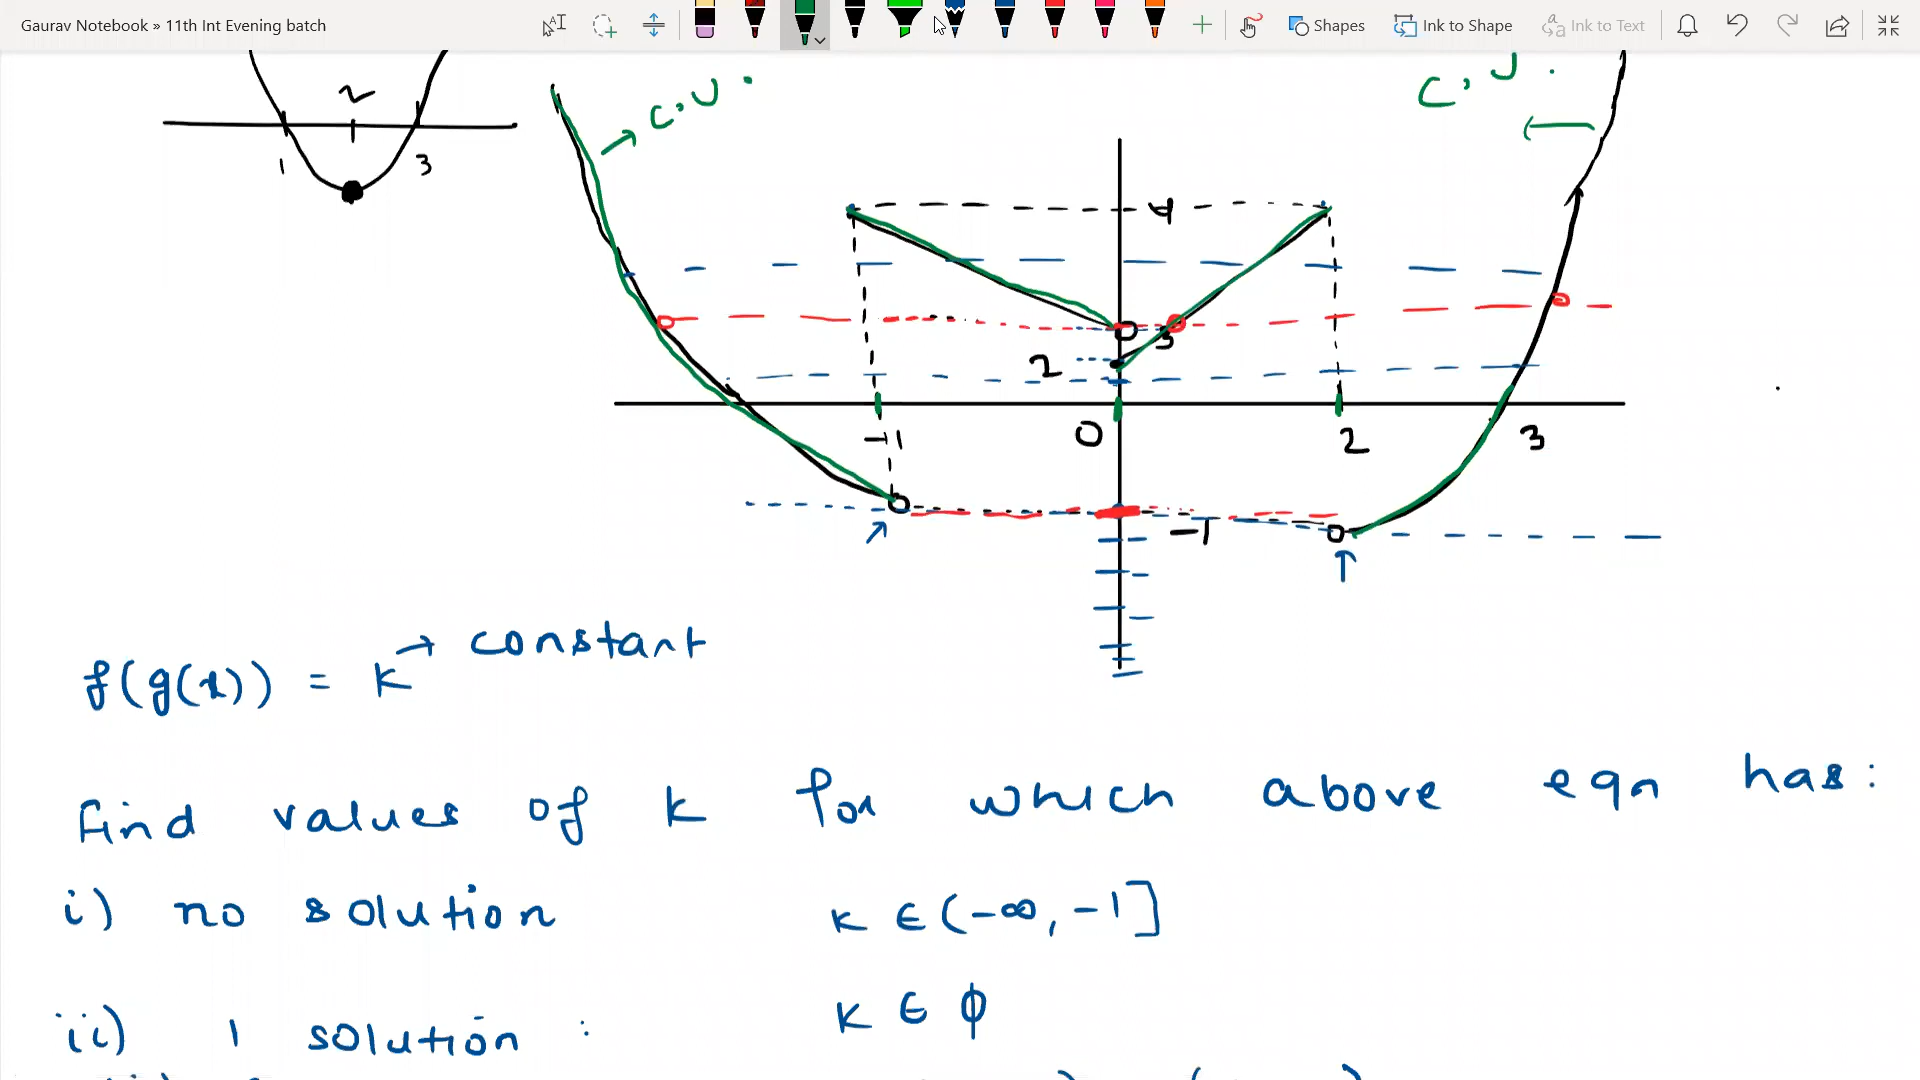 Gaurav Notebook » 11th Int Evening batch
Shapes
Ink to Shape
Ink to Text
2
1 3
C.U.
C.U.
4
3
2
-1 0 2 3
-1
f(g(x)) = K → constant
Find values of K for which above eqn has:
i) no solution K ∈ (-∞, -1]
ii) 1 solution : K ∈ ϕ